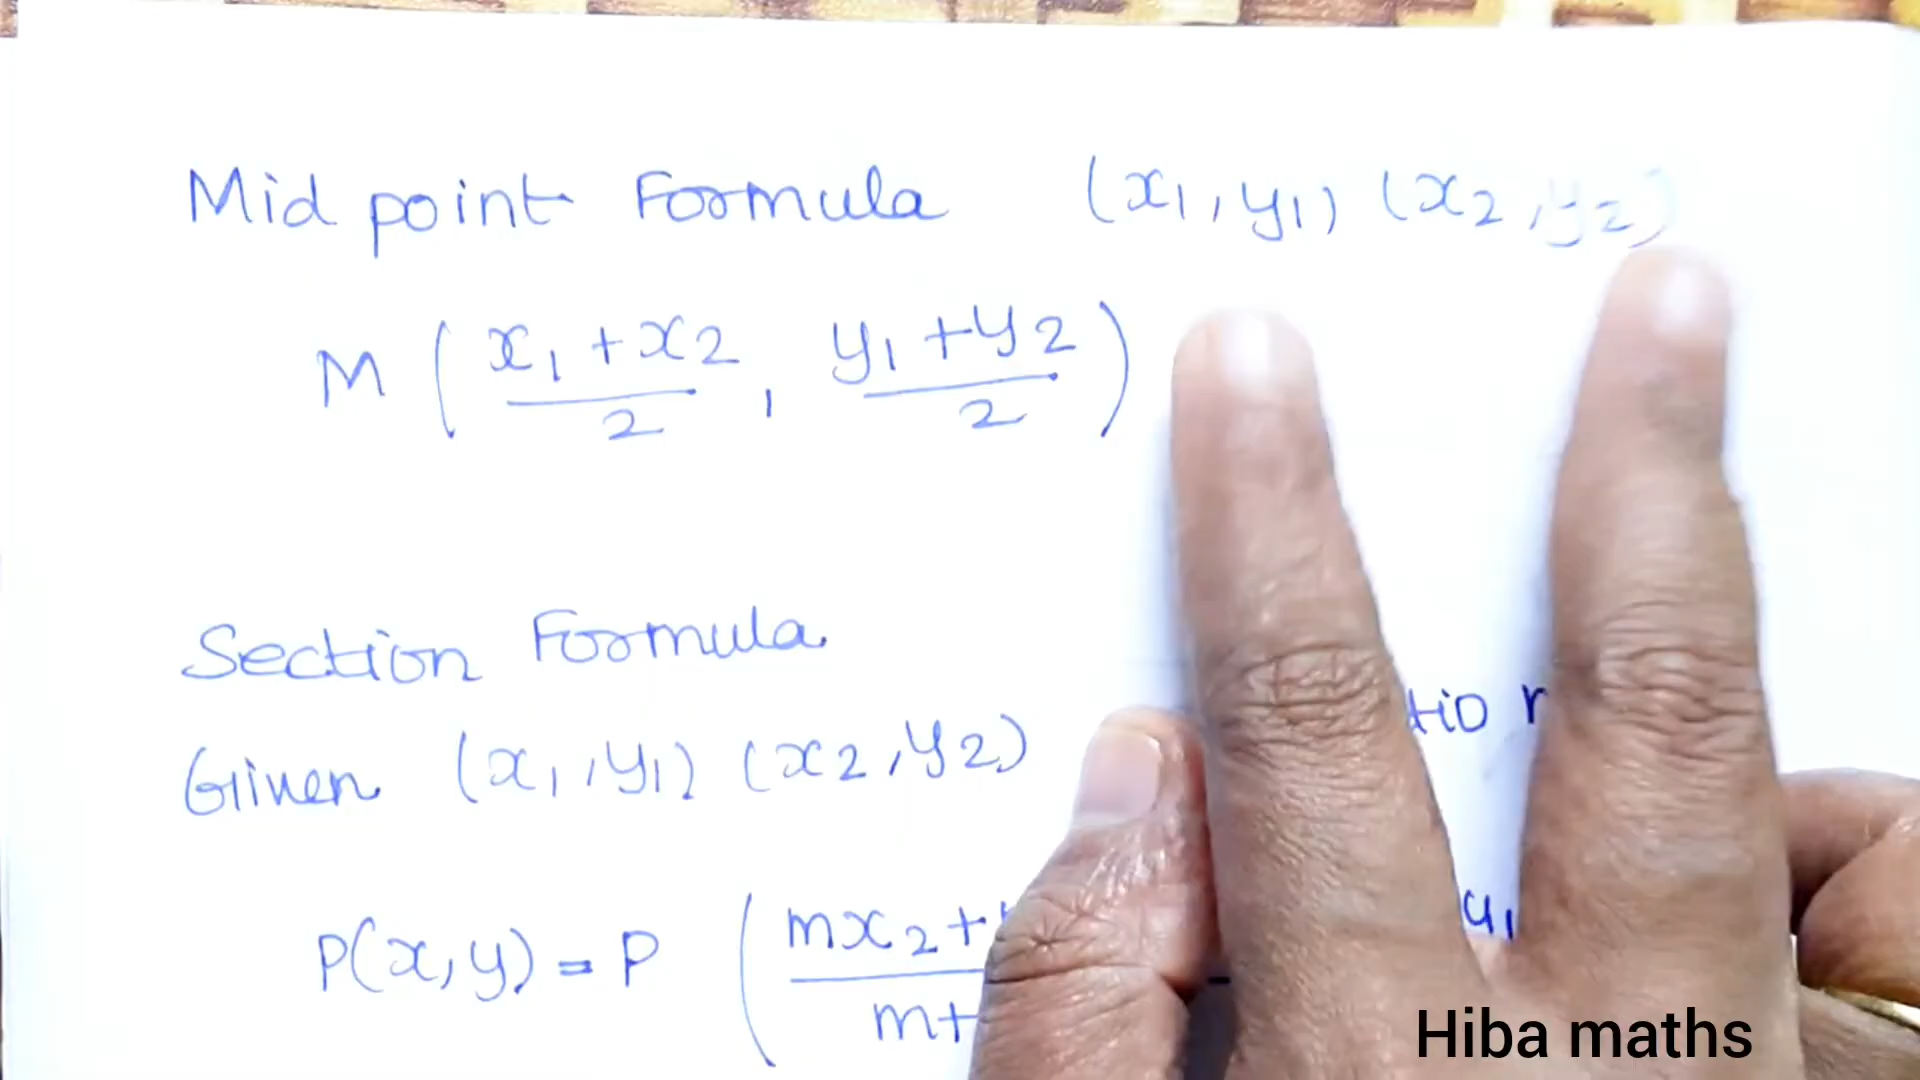 Mid point Formula (x₁, y₁) (x₂, y₂)
M ( x₁ + x₂ / 2 , y₁ + y₂ / 2 )
Section Formula
Given (x₁, y₁) (x₂, y₂)
P(x, y) = P ( mx₂ +
m+
y₁
Hiba maths